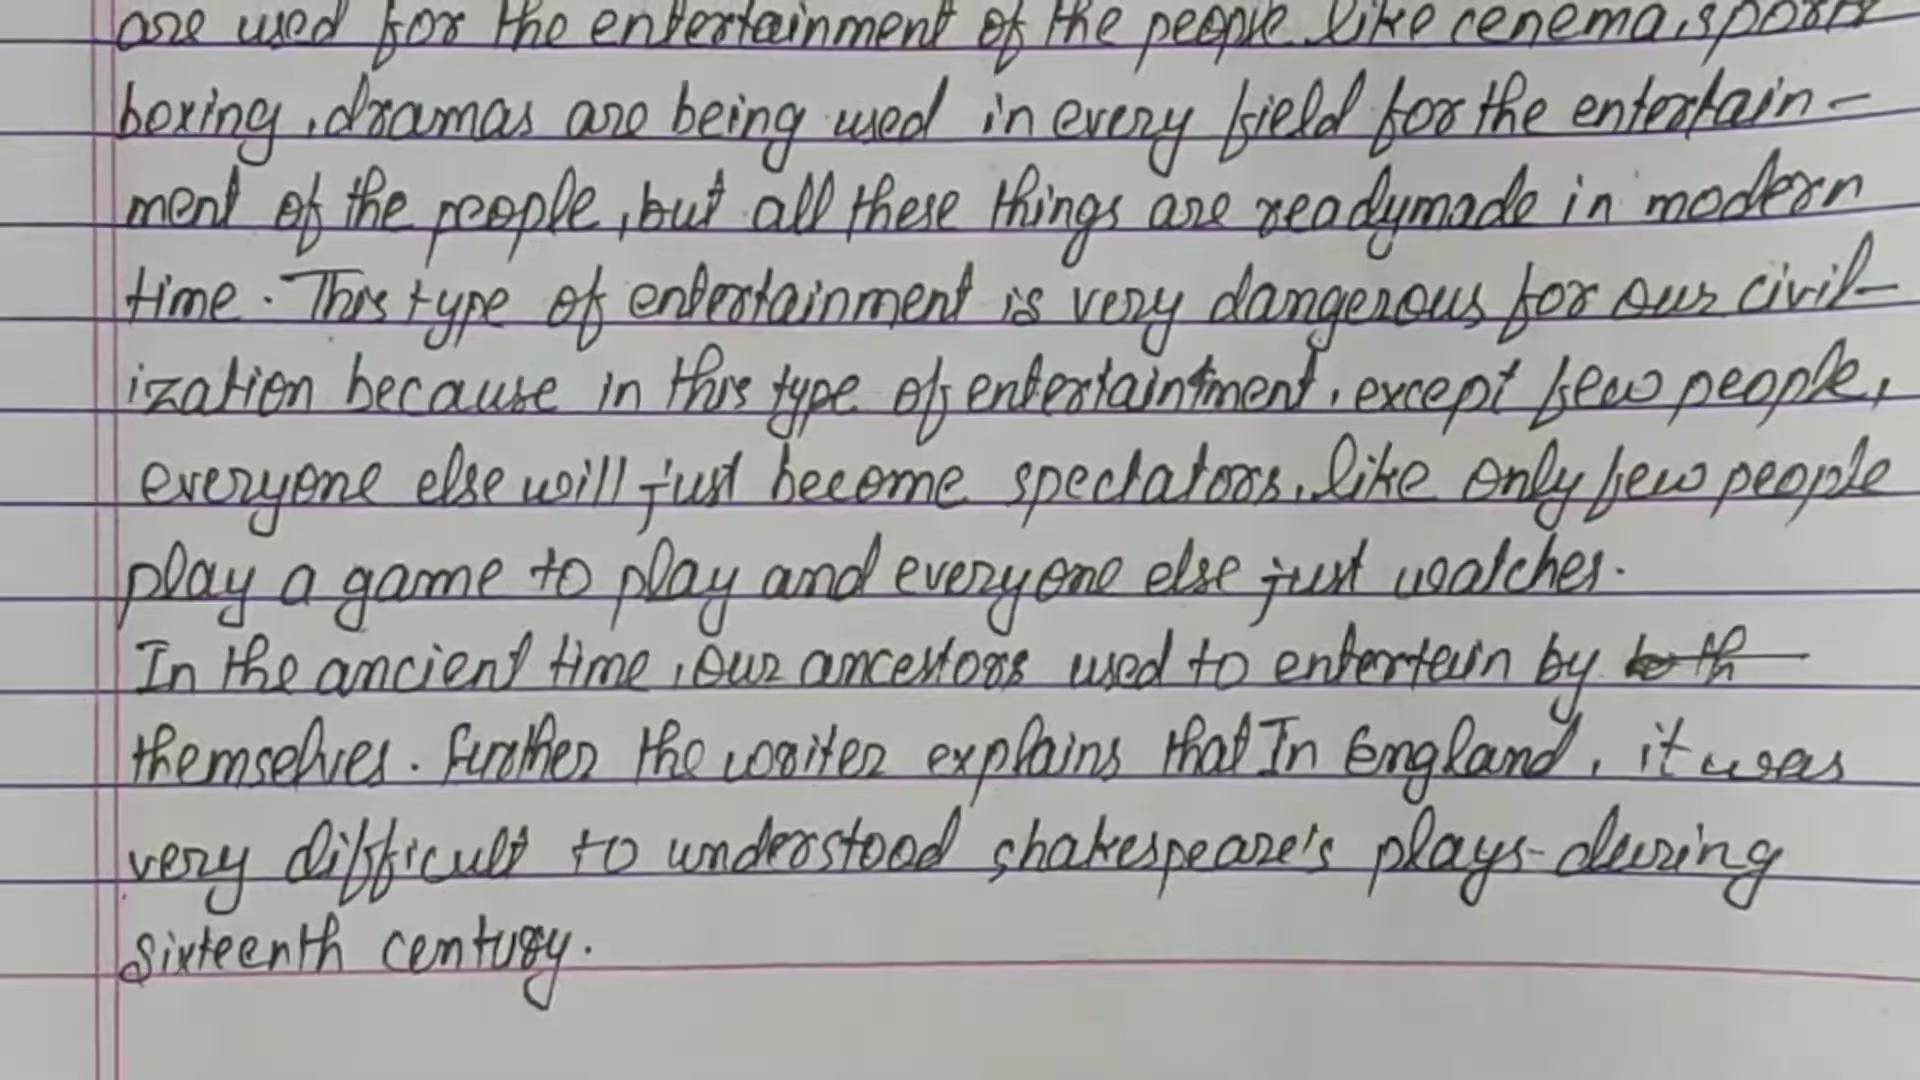 are used for the entertainment of the people like cenema, sports
boxing, dramas are being used in every field for the entertain-
ment of the people, but all these things are readymade in modern
time. This type of entertainment is very dangerous for our civil-
ization because in this type of entertaintment, except few people,
everyone else will just become spectators, like only few people
play a game to play and everyone else just watches.
In the ancient time, our ancestors used to entertein by
themselves. Further the writer explains that In England, it was
very difficult to understood shakespeare's plays during
sixteenth century.